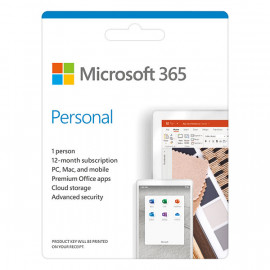 Microsoft 365
Personal
1 person
12-month subscription
PC, Mac, and mobile
Premium Office apps
Cloud storage
Advanced security
PRODUCT KEY WILL BE PRINTED
ON YOUR RECEIPT